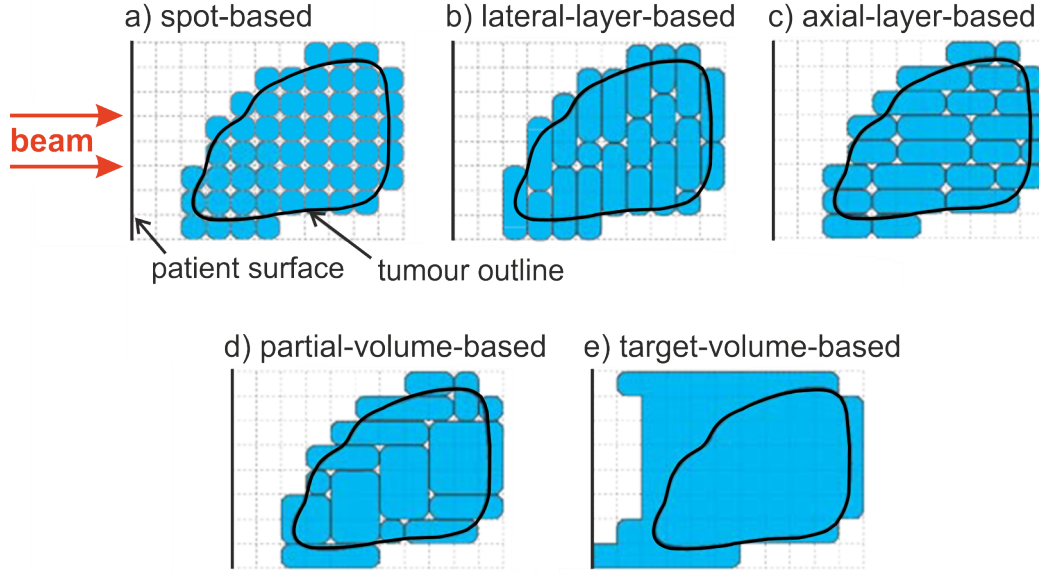 a) spot-based
b) lateral-layer-based
c) axial-layer-based
beam
patient surface
tumour outline
d) partial-volume-based
e) target-volume-based